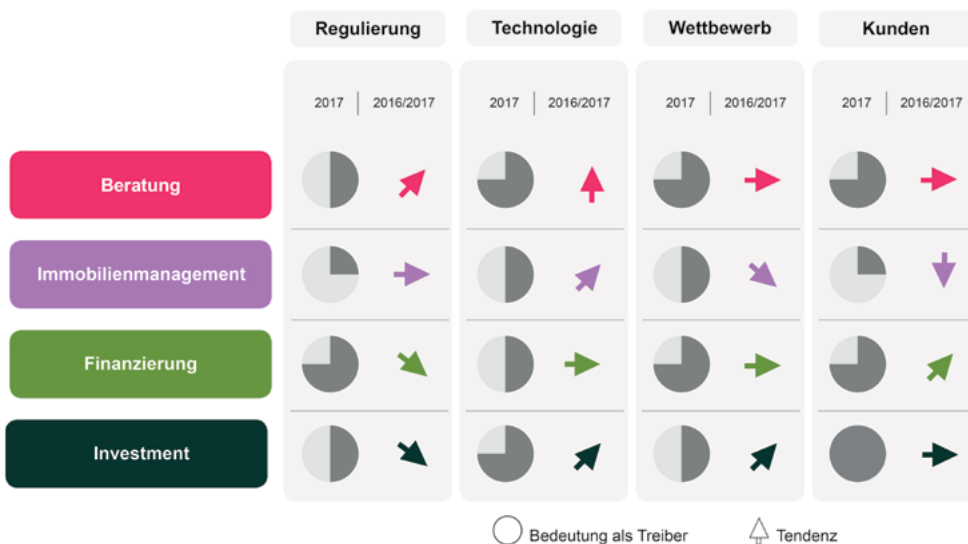 Regulierung
Technologie
Wettbewerb
Kunden
2017 | 2016/2017
2017 | 2016/2017
2017 | 2016/2017
2017 | 2016/2017
Beratung
Immobilienmanagement
Finanzierung
Investment
Bedeutung als Treiber
Tendenz